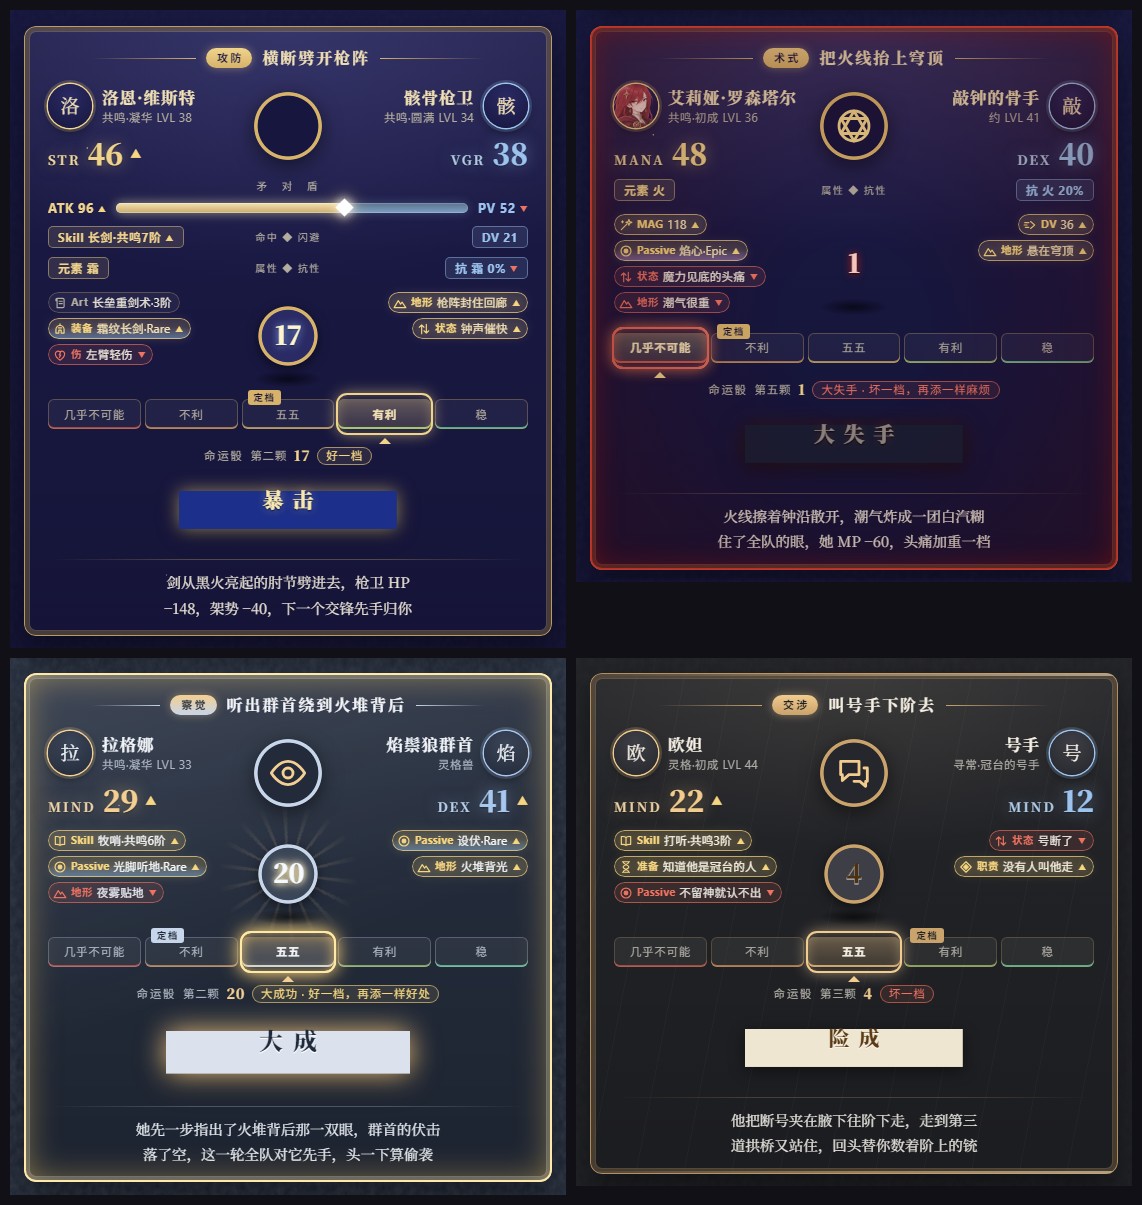 攻防 横断劈开枪阵
洛 洛恩·维斯特 骸骨枪卫 骸
共鸣·凝华 LVL 38 共鸣·圆满 LVL 34
STR 46 ▲ VGR 38
矛 对 盾
ATK 96 ▲ PV 52 ▼
Skill 长剑·共鸣7阶 ▲ 命中 ◆ 闪避 DV 21
元素 霜 属性 ◆ 抗性 抗 霜 0% ▼
Art 长垒重剑术·3阶 地形 枪阵封住回廊 ▲
装备 霜纹长剑·Rare ▲ 17 状态 钟声催快 ▲
伤 左臂轻伤 ▼
定档
几乎不可能 不利 五五 有利 稳
命运骰 第二颗 17 好一档
暴击
剑从黑火亮起的肘节劈进去，枪卫 HP
−148，架势 −40，下一个交锋先手归你
术式 把火线抬上穹顶
艾莉娅·罗森塔尔 敲钟的骨手 敲
共鸣·初成 LVL 36 约 LVL 41
MANA 48 DEX 40
元素 火 属性 ◆ 抗性 抗 火 20%
MAG 118 ▲ DV 36 ▲
Passive 焰心·Epic ▲ 1 地形 悬在穹顶 ▲
状态 魔力见底的头痛 ▼
地形 潮气很重 ▼
定档
几乎不可能 不利 五五 有利 稳
命运骰 第五颗 1 大失手 · 坏一档，再添一样麻烦
大失手
火线擦着钟沿散开，潮气炸成一团白汽糊
住了全队的眼，她 MP −60，头痛加重一档
察觉 听出群首绕到火堆背后
拉 拉格娜 焰鬃狼群首 焰
共鸣·凝华 LVL 33 灵格兽
MIND 29 ▲ DEX 41 ▲
Skill 牧哨·共鸣6阶 ▲ Passive 设伏·Rare ▲
Passive 光脚听地·Rare ▲ 20 地形 火堆背光 ▲
地形 夜雾贴地 ▼
定档
几乎不可能 不利 五五 有利 稳
命运骰 第二颗 20 大成功 · 好一档，再添一样好处
大成
她先一步指出了火堆背后那一双眼，群首的伏击
落了空，这一轮全队对它先手，头一下算偷袭
交涉 叫号手下阶去
欧 欧妲 号手 号
灵格·初成 LVL 44 寻常·冠台的号手
MIND 22 ▲ MIND 12
Skill 打听·共鸣3阶 ▲ 状态 号断了 ▼
准备 知道他是冠台的人 ▲ 4 职责 没有人叫他走 ▲
Passive 不留神就认不出 ▼
定档
几乎不可能 不利 五五 有利 稳
命运骰 第三颗 4 坏一档
险成
他把断号夹在腋下往阶下走，走到第三
道拱桥又站住，回头替你数着阶上的铳